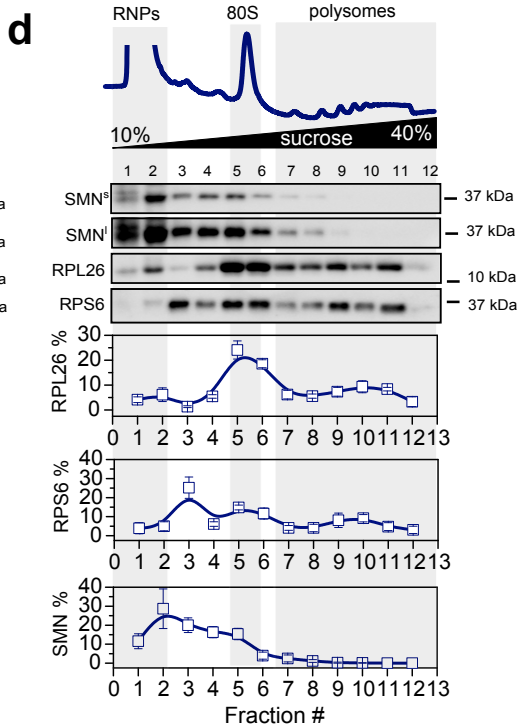 d
RNPs 80S polysomes
10% sucrose 40%
1 2 3 4 5 6 7 8 9 10 11 12
SMNˢ 37 kDa
a
SMNˡ 37 kDa
a
RPL26 10 kDa
a
RPS6 37 kDa
a
RPL26 %
30
20
10
0
0 1 2 3 4 5 6 7 8 9 10 11 12 13
RPS6 %
40
30
20
10
0
0 1 2 3 4 5 6 7 8 9 10 11 12 13
SMN %
40
30
20
10
0
0 1 2 3 4 5 6 7 8 9 10 11 12 13
Fraction #